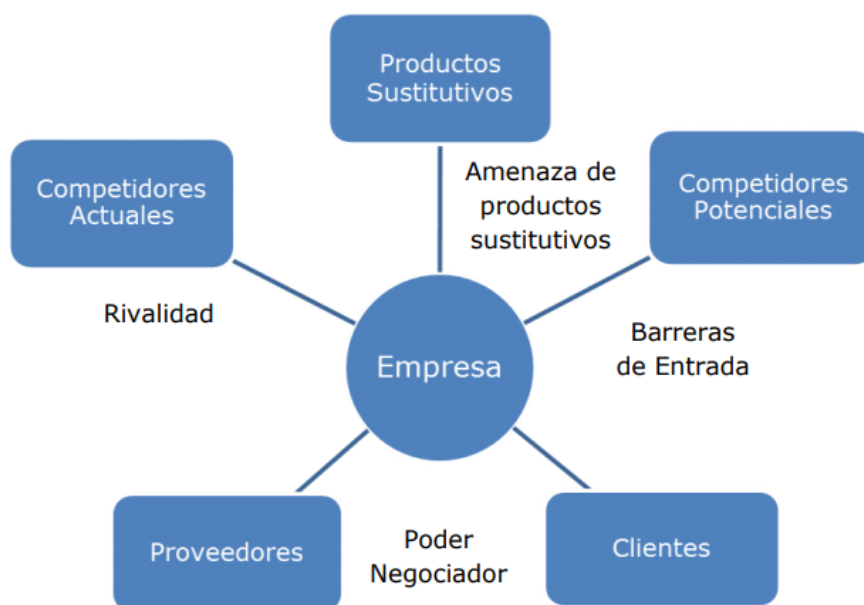 Productos
Sustitutivos
Competidores
Actuales
Amenaza de
productos
sustitutivos
Competidores
Potenciales
Rivalidad
Empresa
Barreras
de Entrada
Proveedores
Poder
Negociador
Clientes